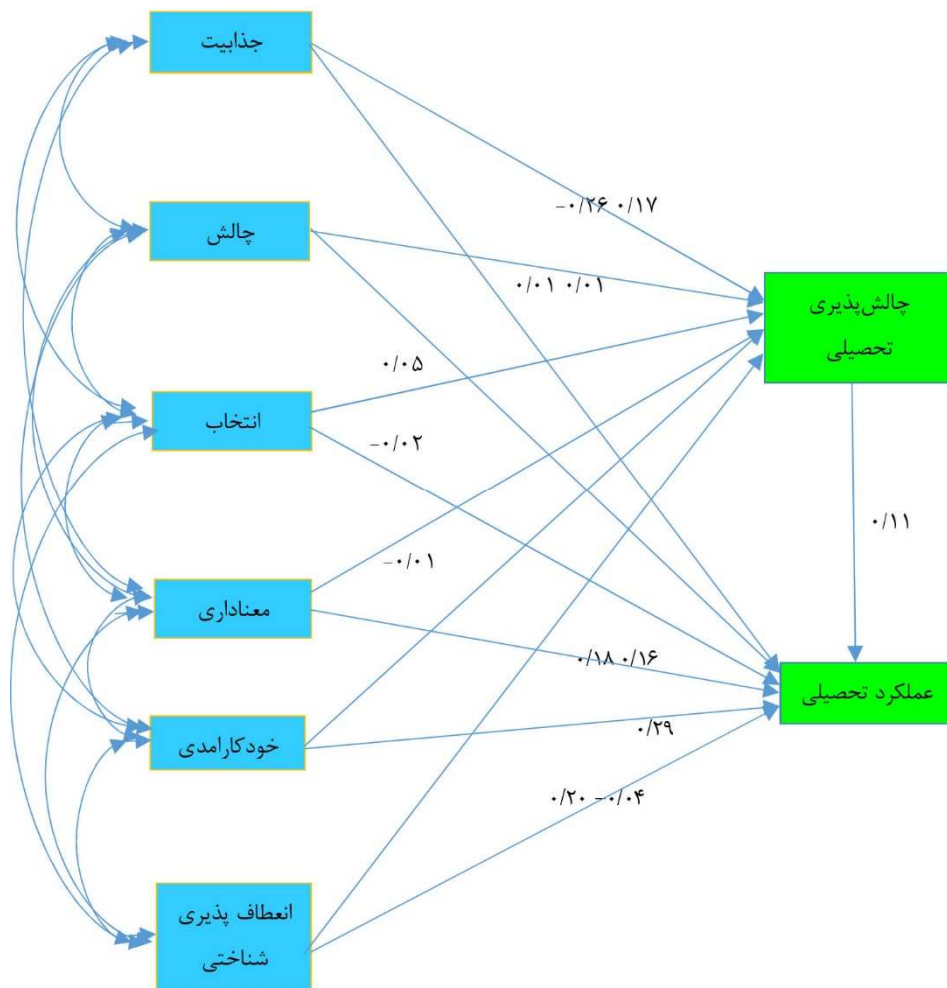 جذابیت
-۰/۲۶ ۰/۱۷
چالش
۰/۰۱ ۰/۰۱
چالش‌پذیری
تحصیلی
۰/۰۵
انتخاب
-۰/۰۲
۰/۱۱
-۰/۰۱
معناداری
۰/۱۸ ۰/۱۶
عملکرد تحصیلی
خودکارامدی
۰/۲۹
۰/۲۰ -۰/۰۴
انعطاف پذیری
شناختی